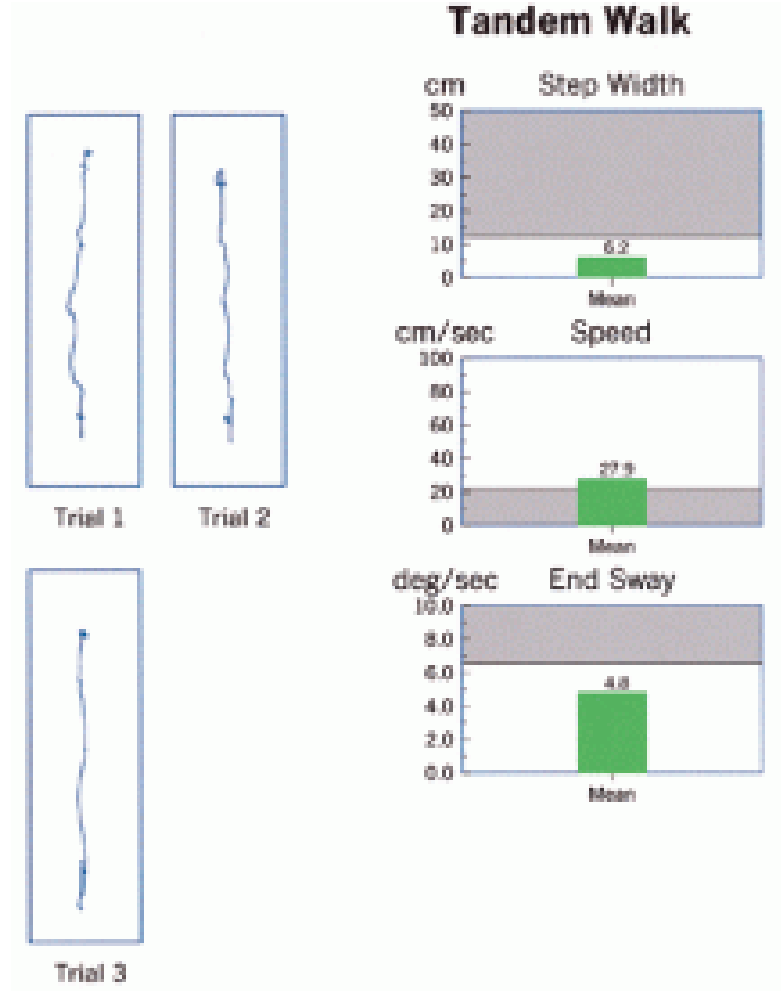 Tandem Walk
cm Step Width
50
40
30
20
10
0
6.2
Mean
cm/sec Speed
100
80
60
40
20
0
27.9
Mean
deg/sec End Sway
10.0
8.0
6.0
4.0
2.0
0.0
4.8
Mean
Trial 1 Trial 2
Trial 3